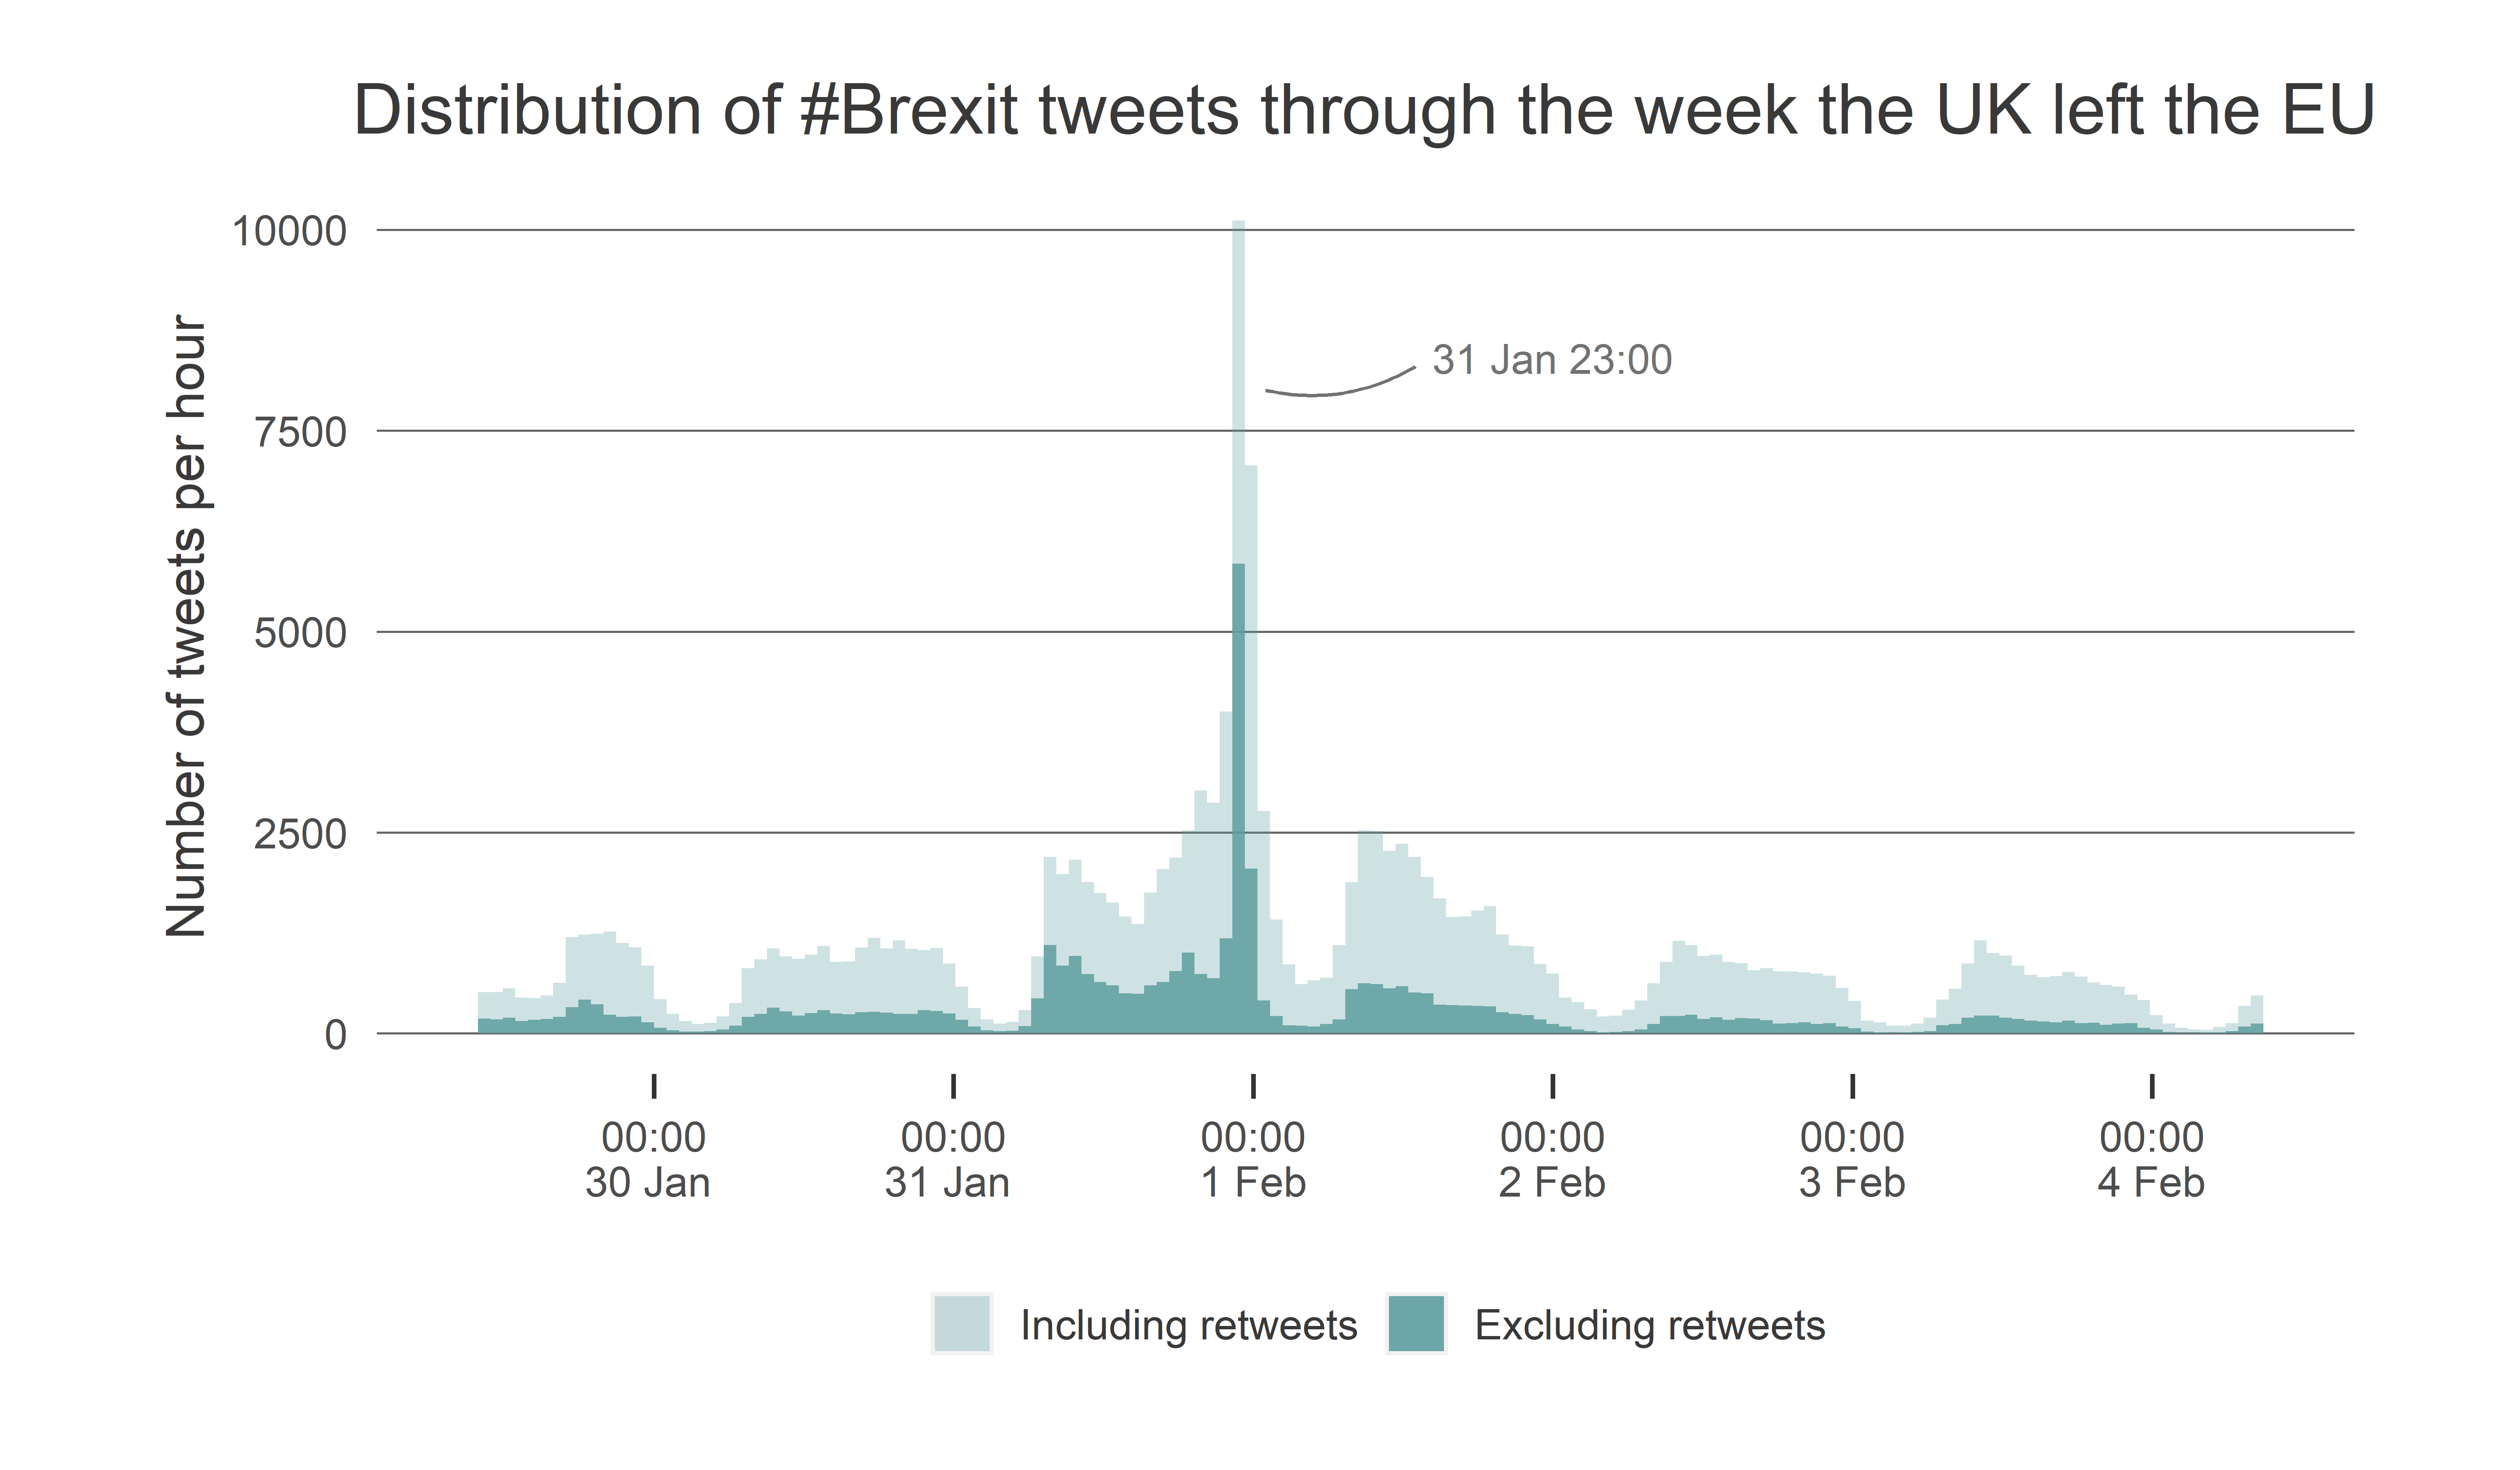 Distribution of #Brexit tweets through the week the UK left the EU
Number of tweets per hour
10000
7500
5000
2500
0
31 Jan 23:00
00:00
30 Jan
00:00
31 Jan
00:00
1 Feb
00:00
2 Feb
00:00
3 Feb
00:00
4 Feb
Including retweets
Excluding retweets